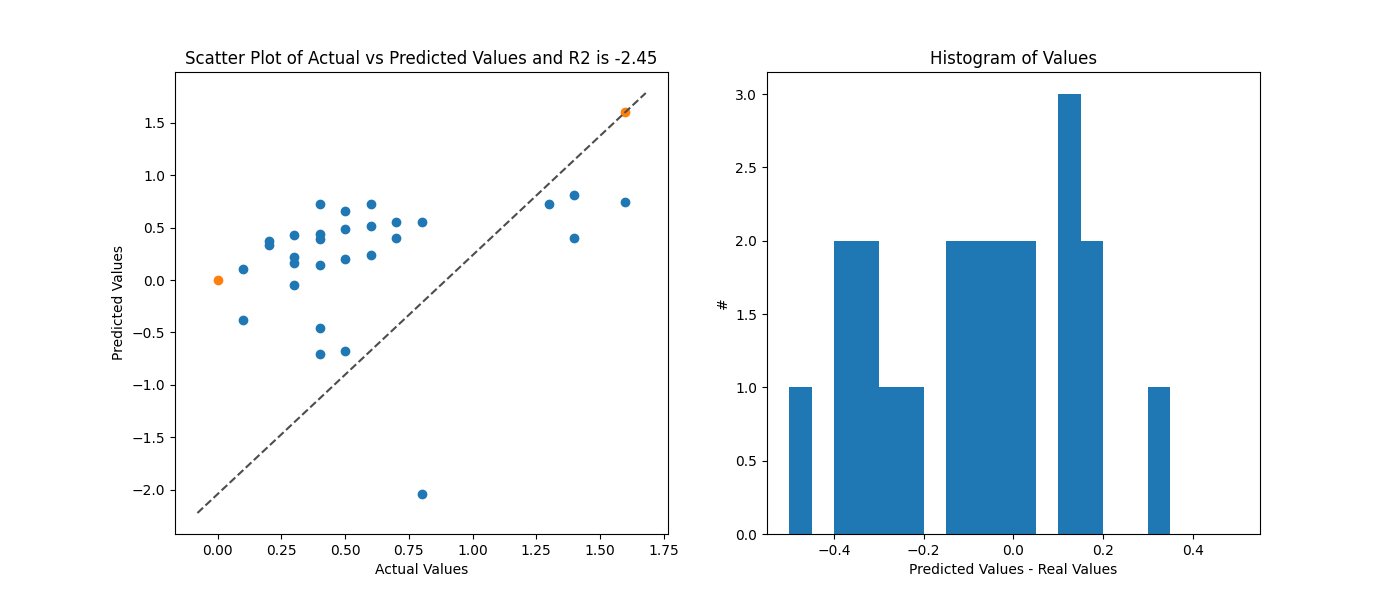 Scatter Plot of Actual vs Predicted Values and R2 is -2.45
Predicted Values
1.5
1.0
0.5
0.0
−0.5
−1.0
−1.5
−2.0
0.00 0.25 0.50 0.75 1.00 1.25 1.50 1.75
Actual Values
Histogram of Values
#
3.0
2.5
2.0
1.5
1.0
0.5
0.0
−0.4 −0.2 0.0 0.2 0.4
Predicted Values - Real Values